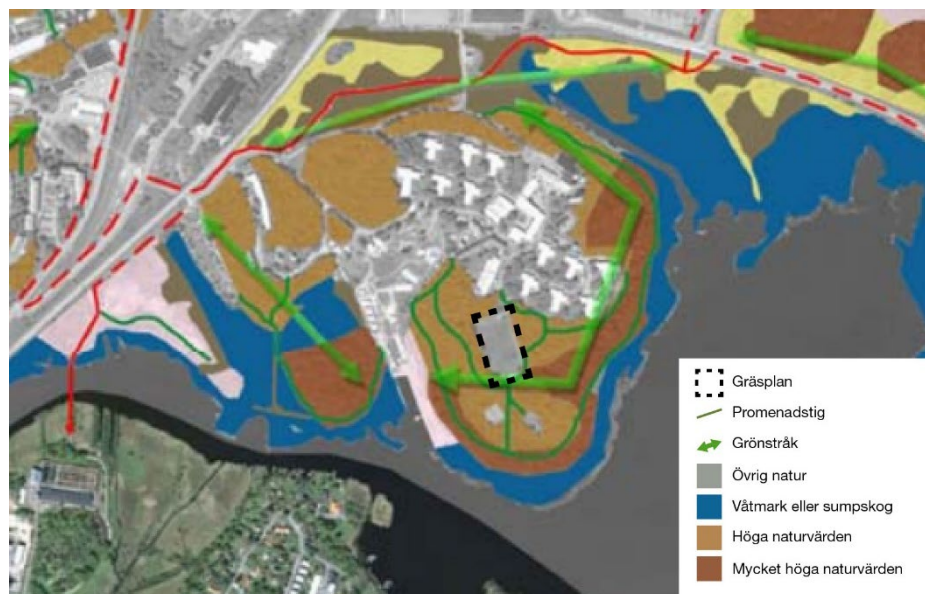 Gräsplan
Promenadstig
Grönstråk
Övrig natur
Våtmark eller sumpskog
Höga naturvärden
Mycket höga naturvärden